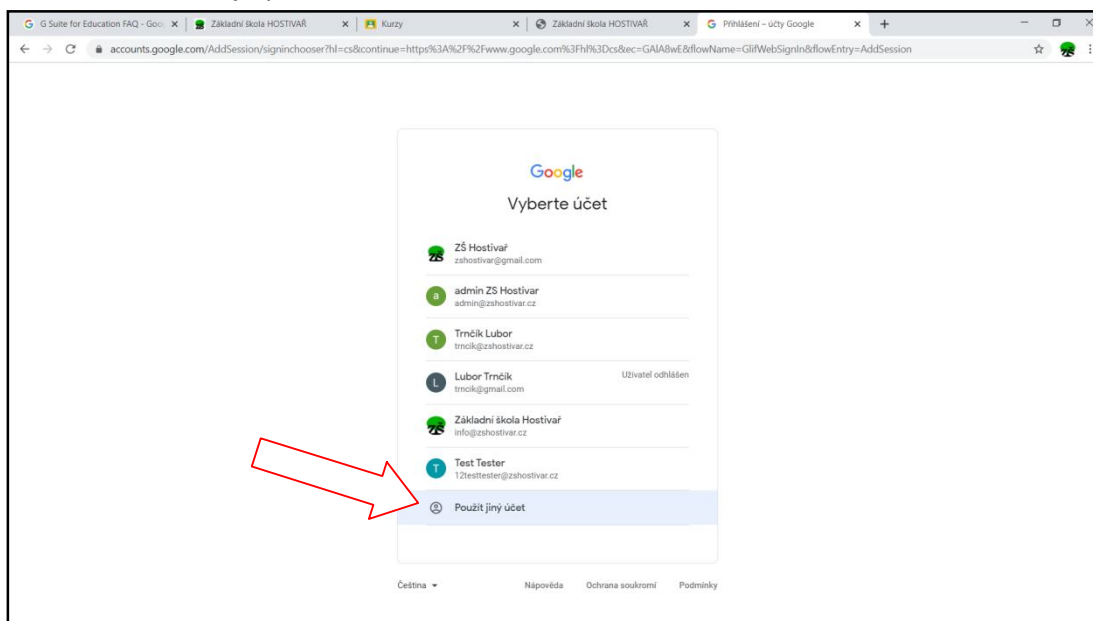 G Suite for Education FAQ - Goo
Základní škola HOSTIVAŘ
Kurzy
Základní škola HOSTIVAŘ
Přihlášení – účty Google
accounts.google.com/AddSession/signinchooser?hl=cs&continue=https%3A%2F%2Fwww.google.com%3Fhl%3Dcs&ec=GAlA8wE&flowName=GlifWebSignIn&flowEntry=AddSession
Google
Vyberte účet
ZŠ Hostivař
zshostivar@gmail.com
a
admin ZS Hostivar
admin@zshostivar.cz
T
Trnčík Lubor
trncik@zshostivar.cz
L
Lubor Trnčík
Uživatel odhlášen
trncik@gmail.com
Základní škola Hostivař
info@zshostivar.cz
T
Test Tester
12testtester@zshostivar.cz
Použít jiný účet
Čeština
Nápověda
Ochrana soukromí
Podmínky